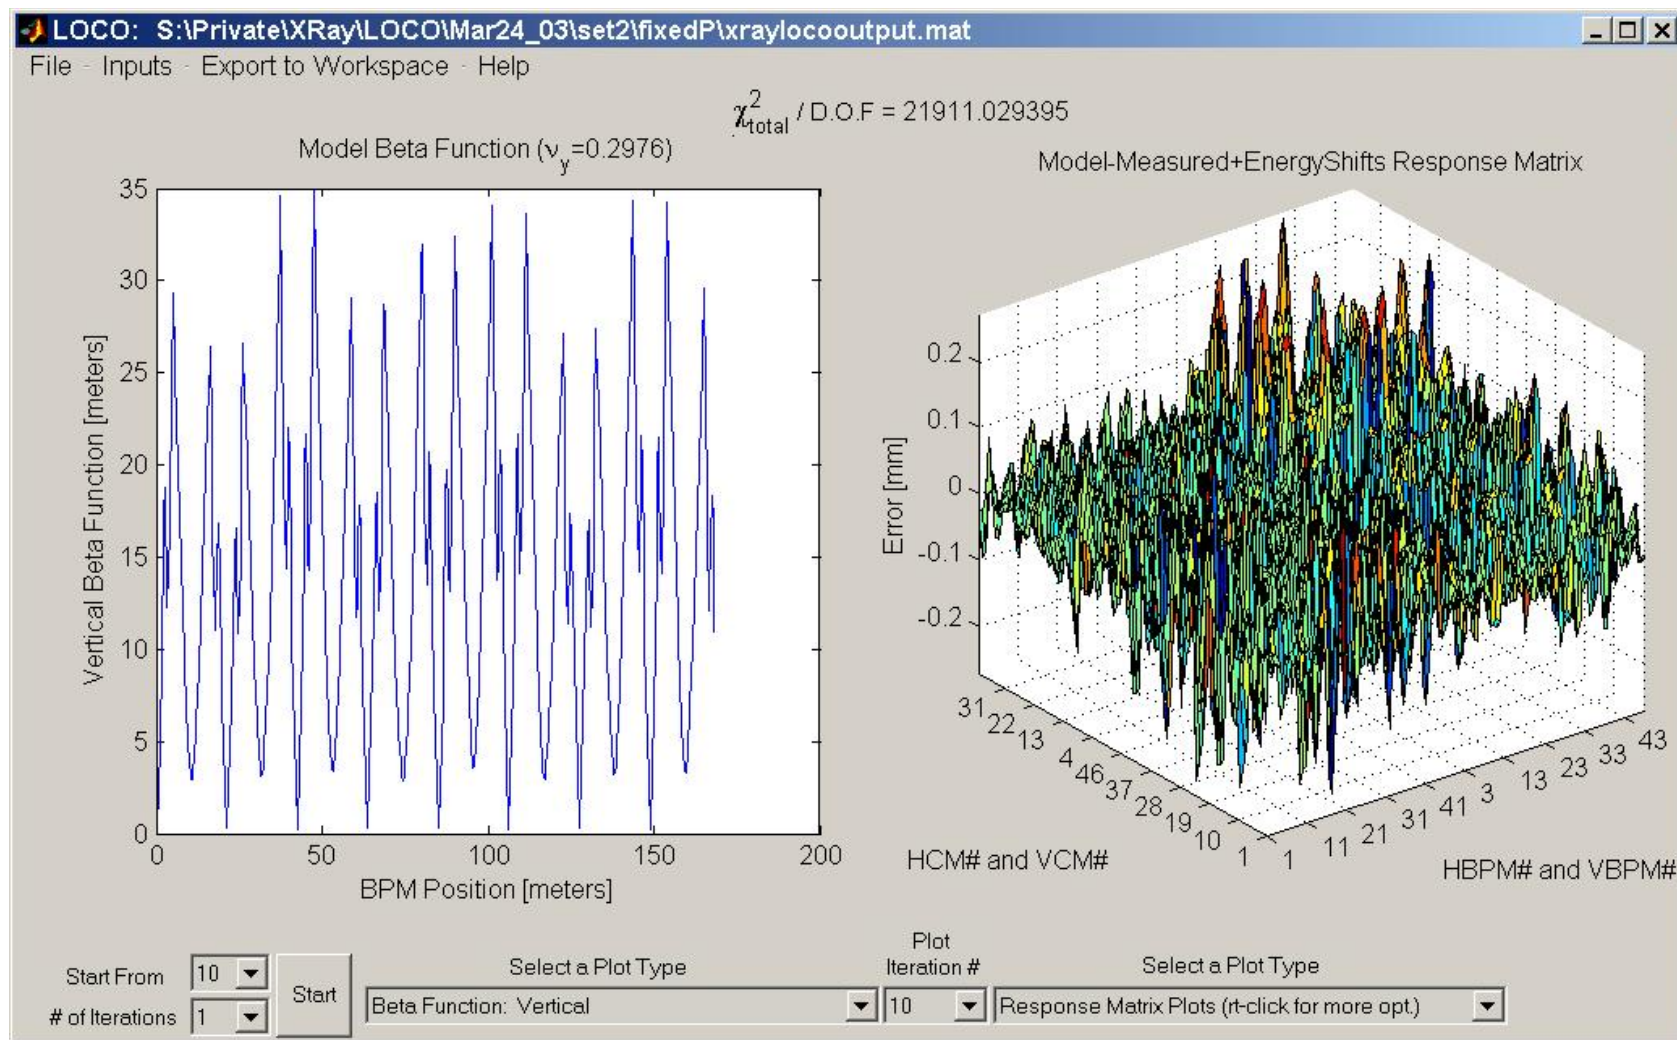 LOCO: S:\Private\XRay\LOCO\Mar24_03\set2\fixedP\xraylocooutput.mat
File - Inputs - Export to Workspace - Help
χ²total / D.O.F = 21911.029395
Model Beta Function (νy=0.2976)
35
30
25
20
15
10
5
0
Vertical Beta Function [meters]
0 50 100 150 200
BPM Position [meters]
Model-Measured+EnergyShifts Response Matrix
0.2
0.1
0
-0.1
-0.2
Error [mm]
31 22 13 4 46 37 28 19 10 1
HCM# and VCM#
1 11 21 31 41 3 13 23 33 43
HBPM# and VBPM#
Start From 10
# of Iterations 1
Start
Select a Plot Type
Beta Function: Vertical
Plot
Iteration #
10
Select a Plot Type
Response Matrix Plots (rt-click for more opt.)